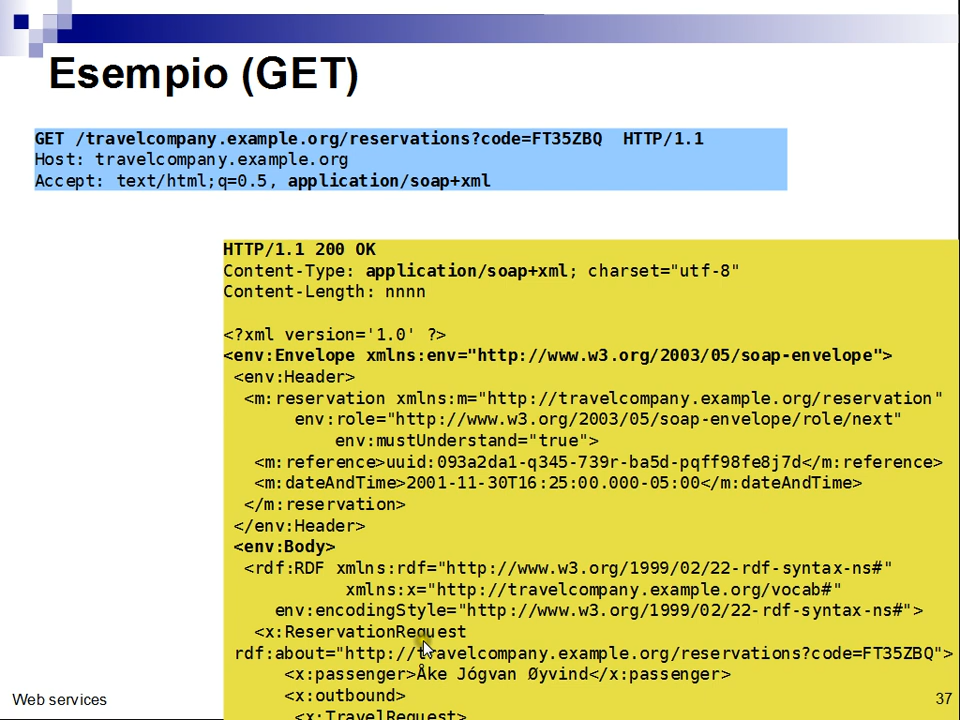 Esempio (GET)
GET /travelcompany.example.org/reservations?code=FT35ZBQ  HTTP/1.1
Host: travelcompany.example.org
Accept: text/html;q=0.5, application/soap+xml
HTTP/1.1 200 OK
Content-Type: application/soap+xml; charset="utf-8"
Content-Length: nnnn
<?xml version='1.0' ?>
<env:Envelope xmlns:env="http://www.w3.org/2003/05/soap-envelope">
<env:Header>
<m:reservation xmlns:m="http://travelcompany.example.org/reservation"
env:role="http://www.w3.org/2003/05/soap-envelope/role/next"
env:mustUnderstand="true">
<m:reference>uuid:093a2da1-q345-739r-ba5d-pqff98fe8j7d</m:reference>
<m:dateAndTime>2001-11-30T16:25:00.000-05:00</m:dateAndTime>
</m:reservation>
</env:Header>
<env:Body>
<rdf:RDF xmlns:rdf="http://www.w3.org/1999/02/22-rdf-syntax-ns#"
xmlns:x="http://travelcompany.example.org/vocab#"
env:encodingStyle="http://www.w3.org/1999/02/22-rdf-syntax-ns#">
<x:ReservationRequest
rdf:about="http://travelcompany.example.org/reservations?code=FT35ZBQ">
<x:passenger>Åke Jógvan Øyvind</x:passenger>
<x:outbound>
<x:TravelRequest>
Web services
37